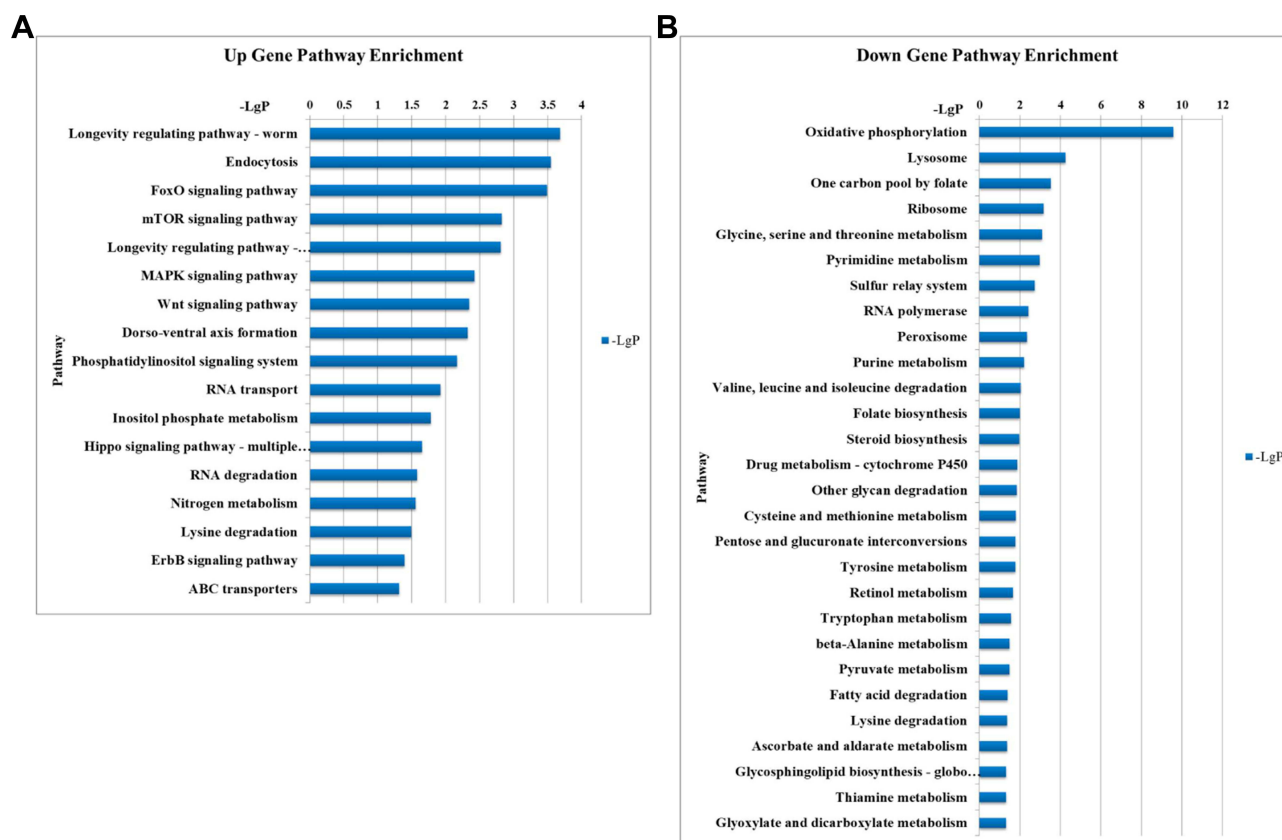 A
Up Gene Pathway Enrichment
-LgP
0 0.5 1 1.5 2 2.5 3 3.5 4
Longevity regulating pathway - worm
Endocytosis
FoxO signaling pathway
mTOR signaling pathway
Longevity regulating pathway -...
MAPK signaling pathway
Wnt signaling pathway
Dorso-ventral axis formation
Phosphatidylinositol signaling system
RNA transport
Inositol phosphate metabolism
Hippo signaling pathway - multiple...
RNA degradation
Nitrogen metabolism
Lysine degradation
ErbB signaling pathway
ABC transporters
Pathway
-LgP
B
Down Gene Pathway Enrichment
-LgP
0 2 4 6 8 10 12
Oxidative phosphorylation
Lysosome
One carbon pool by folate
Ribosome
Glycine, serine and threonine metabolism
Pyrimidine metabolism
Sulfur relay system
RNA polymerase
Peroxisome
Purine metabolism
Valine, leucine and isoleucine degradation
Folate biosynthesis
Steroid biosynthesis
Drug metabolism - cytochrome P450
Other glycan degradation
Cysteine and methionine metabolism
Pentose and glucuronate interconversions
Tyrosine metabolism
Retinol metabolism
Tryptophan metabolism
beta-Alanine metabolism
Pyruvate metabolism
Fatty acid degradation
Lysine degradation
Ascorbate and aldarate metabolism
Glycosphingolipid biosynthesis - globo...
Thiamine metabolism
Glyoxylate and dicarboxylate metabolism
Pathway
-LgP